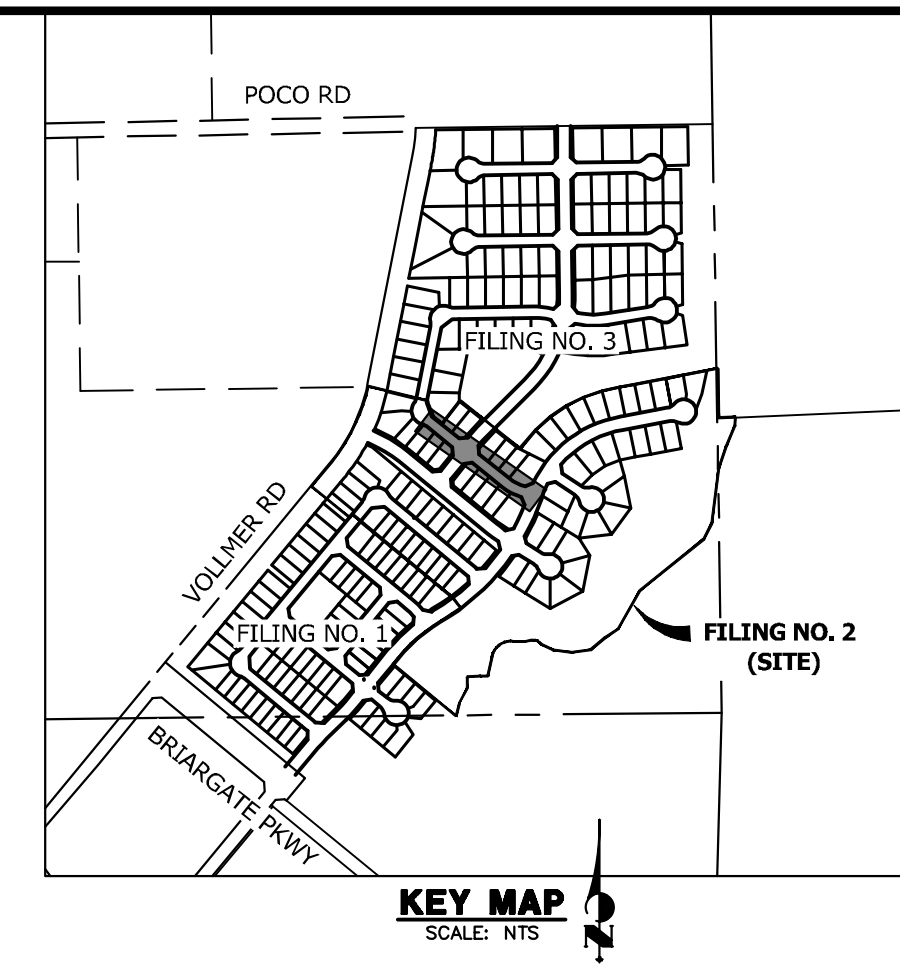 POCO RD
FILING NO. 3
VOLLMER RD
FILING NO. 1
FILING NO. 2
(SITE)
BRIARGATE PKWY
KEY MAP
SCALE: NTS
N